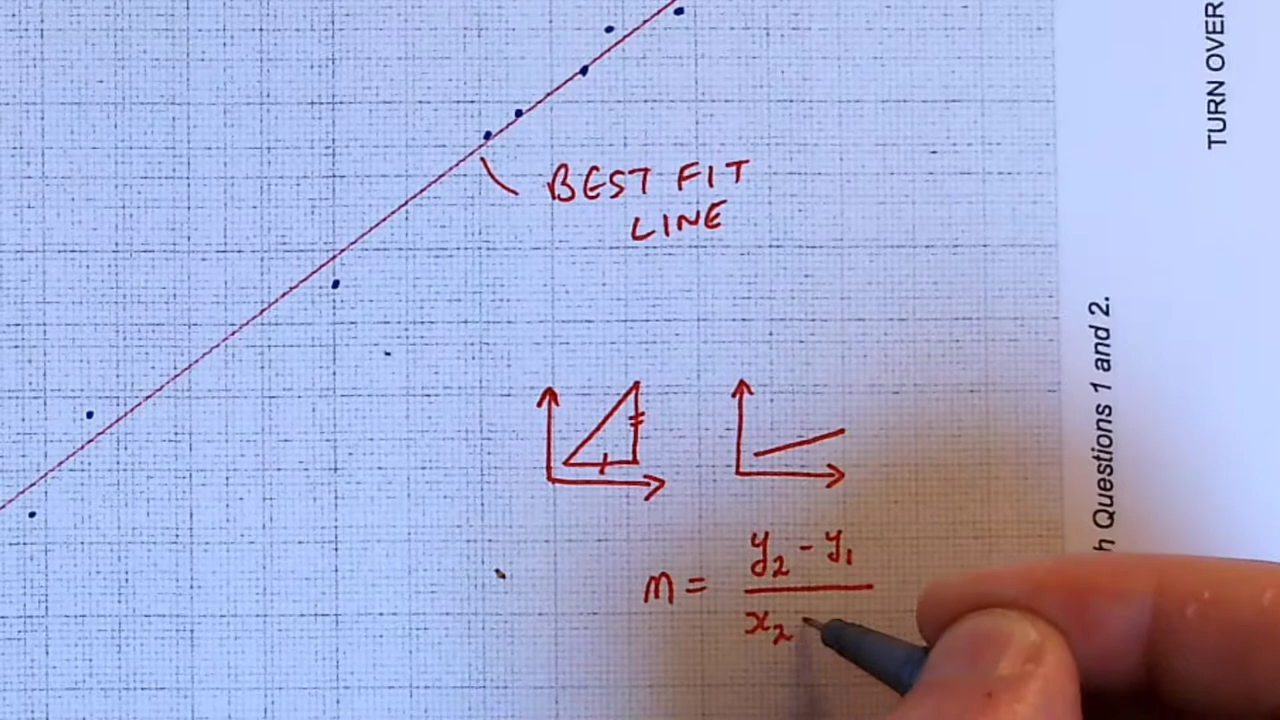 BEST FIT
LINE
m = y₂ - y₁
x₂
TURN OVER
h Questions 1 and 2.